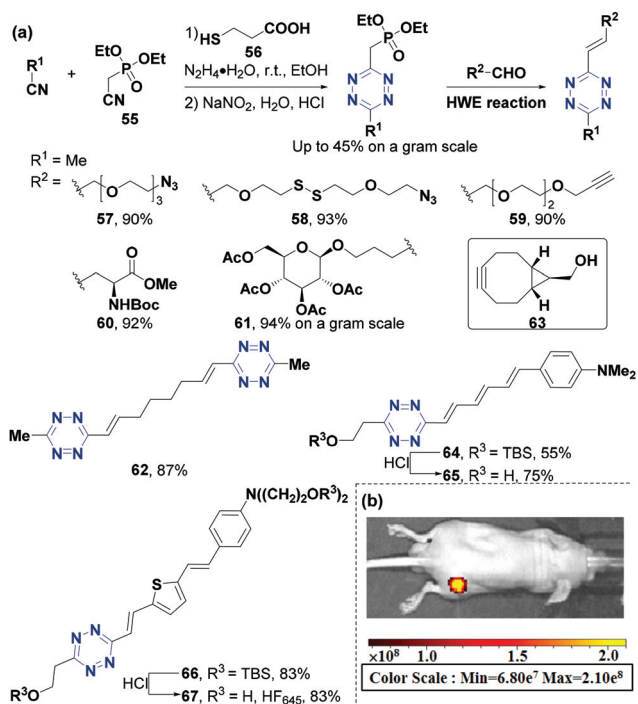 (a)
R1
CN
+
EtO OEt
P
O
CN
55
1) HS COOH
56
N2H4•H2O, r.t., EtOH
2) NaNO2, H2O, HCl
EtO OEt
P
O
N N
N N
R1
Up to 45% on a gram scale
R2−CHO
HWE reaction
R2
N N
N N
R1
R1 = Me
R2 =
O
3
N3
57, 90%
O S S O N3
58, 93%
O
2
O
59, 90%
O
OMe
NHBoc
60, 92%
AcO O O
AcO OAc
OAc
61, 94% on a gram scale
H OH
H
63
N N
N N
Me
N N
Me
N N
62, 87%
NMe2
N N
N N
R3O
64, R3 = TBS, 55%
HCl
65, R3 = H, 75%
N((CH2)2OR3)2
S
N N
N N
R3O
66, R3 = TBS, 83%
HCl
67, R3 = H, HF645, 83%
(b)
×10^8 1.0 1.5 2.0
Color Scale : Min=6.80e7 Max=2.10e8